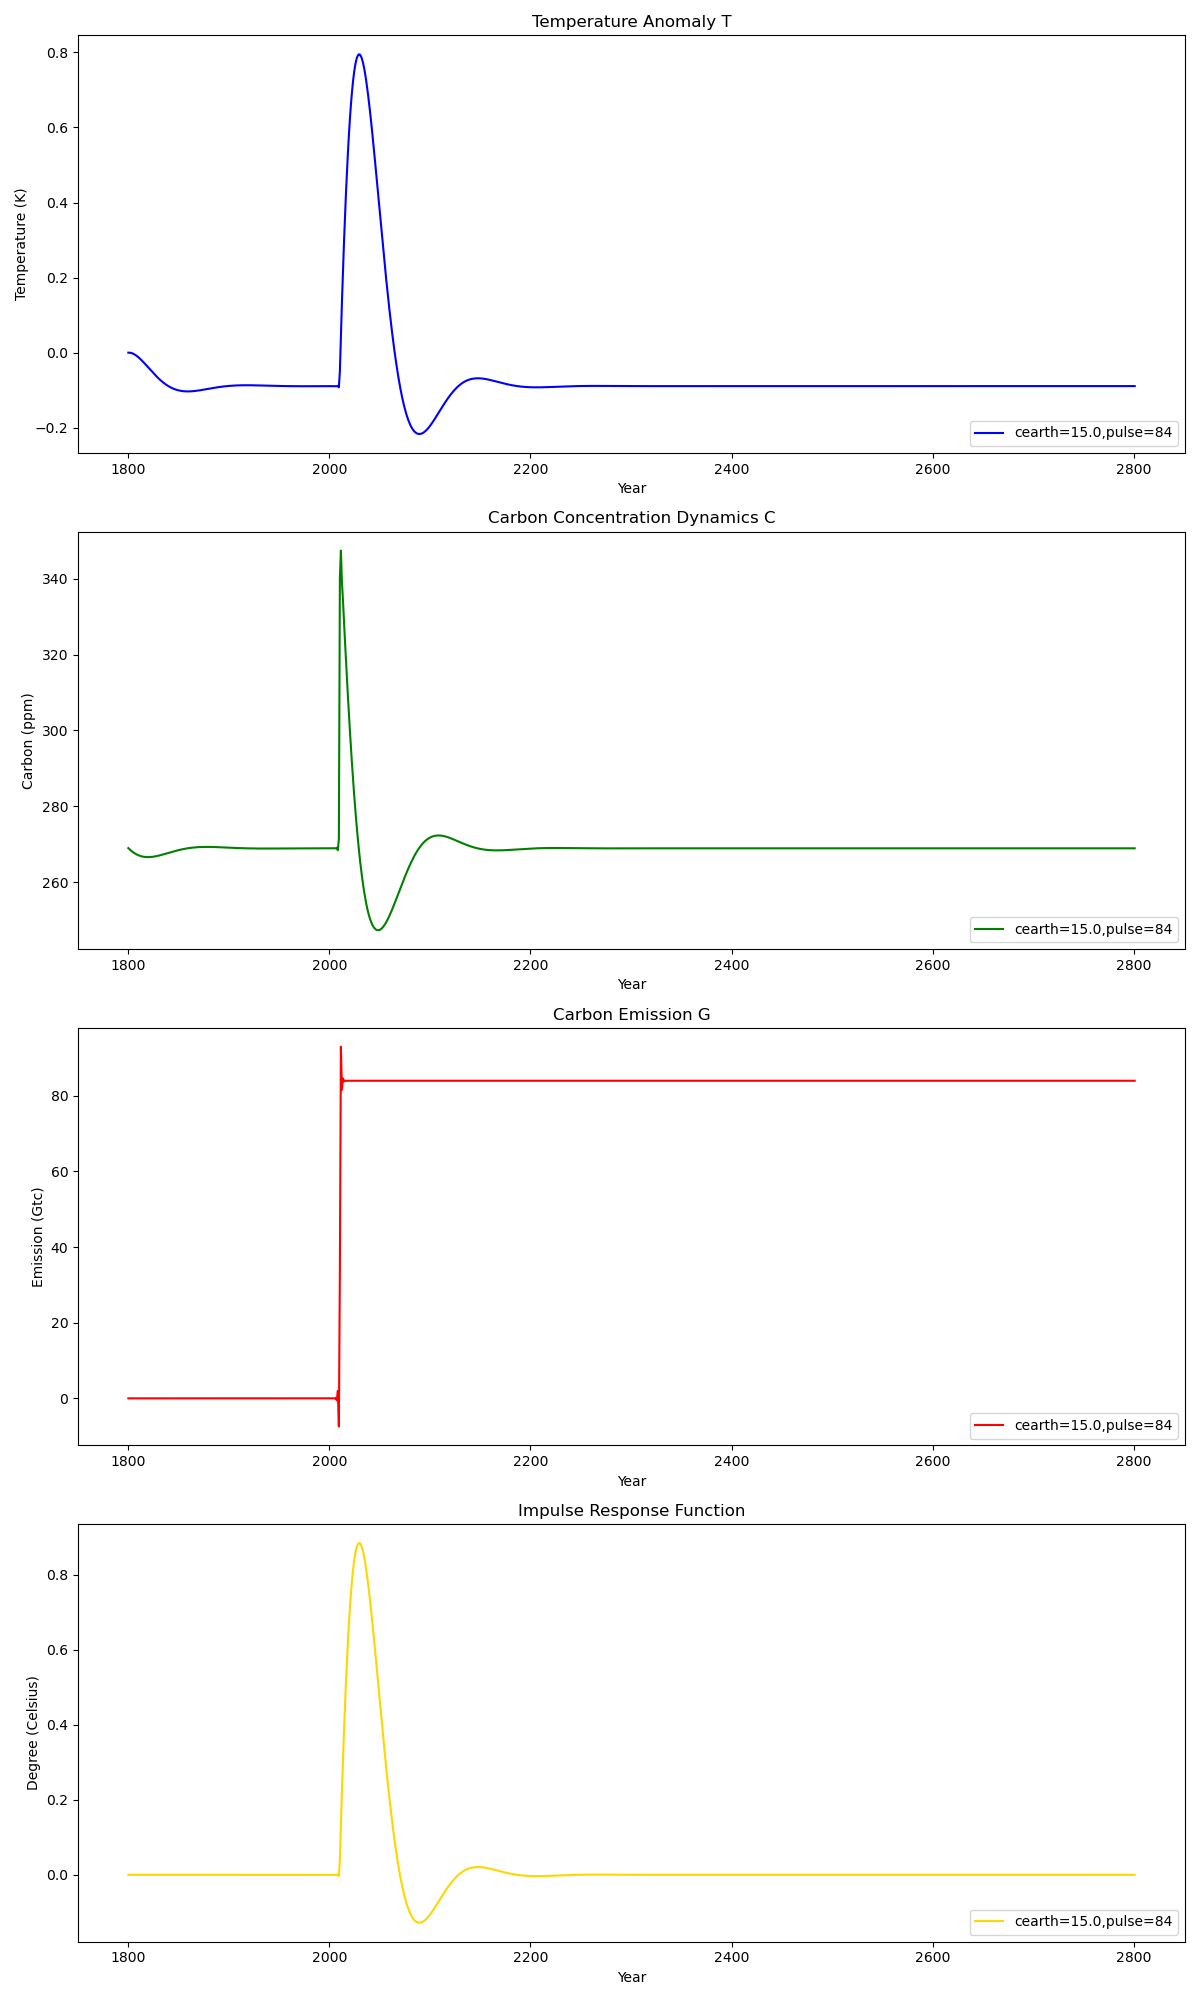 Temperature Anomaly T
0.8
0.6
0.4
0.2
0.0
−0.2
Temperature (K)
cearth=15.0,pulse=84
1800 2000 2200 2400 2600 2800
Year
Carbon Concentration Dynamics C
340
320
300
280
260
Carbon (ppm)
cearth=15.0,pulse=84
1800 2000 2200 2400 2600 2800
Year
Carbon Emission G
80
60
40
20
0
Emission (Gtc)
cearth=15.0,pulse=84
1800 2000 2200 2400 2600 2800
Year
Impulse Response Function
0.8
0.6
0.4
0.2
0.0
Degree (Celsius)
cearth=15.0,pulse=84
1800 2000 2200 2400 2600 2800
Year